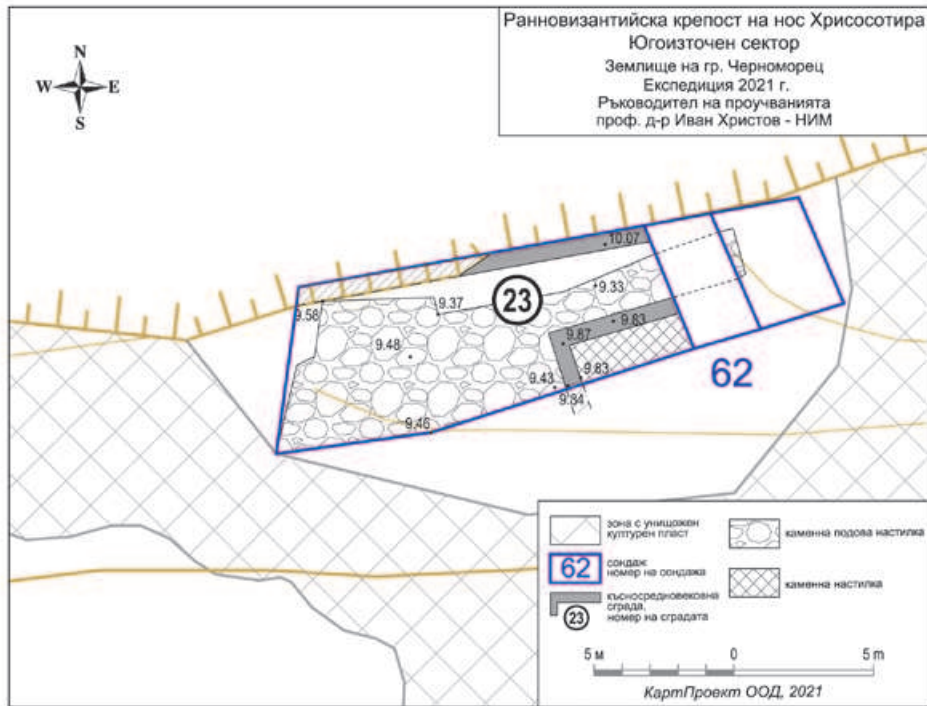 Ранновизантийска крепост на нос Хрисосотира
Югоизточен сектор
Землище на гр. Черноморец
Експедиция 2021 г.
Ръководител на проучванията
проф. д-р Иван Христов - НИМ
N
W E
S
10.07
9.33
9.58
9.37
23
9.83
9.87
9.48
9.83
9.43
9.84
62
9.46
зона с унищожен
културен пласт
каменна подова настилка
62
сондаж
номер на сондажа
каменна настилка
късносредновековна
сграда,
номер на сградата
23
5 м 0 5 m
КартПроект ООД, 2021